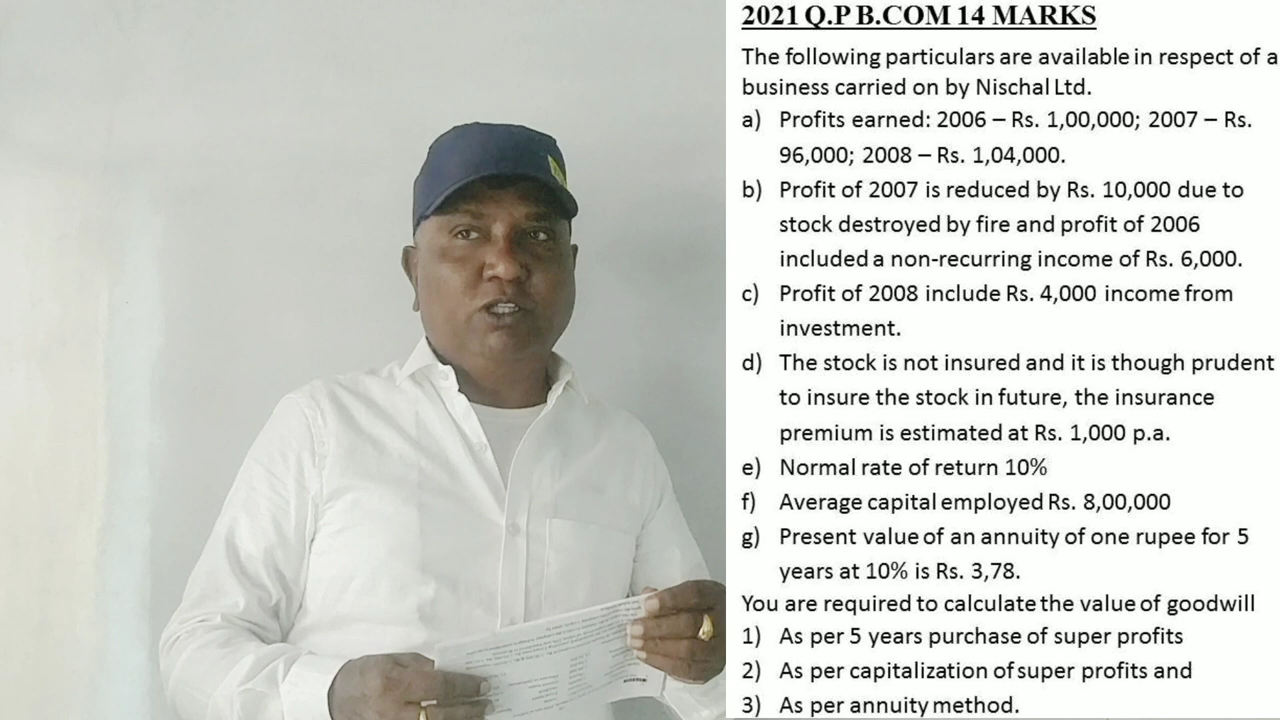 2021 Q.P B.COM 14 MARKS
The following particulars are available in respect of a
business carried on by Nischal Ltd.
a) Profits earned: 2006 – Rs. 1,00,000; 2007 – Rs.
96,000; 2008 – Rs. 1,04,000.
b) Profit of 2007 is reduced by Rs. 10,000 due to
stock destroyed by fire and profit of 2006
included a non-recurring income of Rs. 6,000.
c) Profit of 2008 include Rs. 4,000 income from
investment.
d) The stock is not insured and it is though prudent
to insure the stock in future, the insurance
premium is estimated at Rs. 1,000 p.a.
e) Normal rate of return 10%
f) Average capital employed Rs. 8,00,000
g) Present value of an annuity of one rupee for 5
years at 10% is Rs. 3,78.
You are required to calculate the value of goodwill
1) As per 5 years purchase of super profits
2) As per capitalization of super profits and
3) As per annuity method.